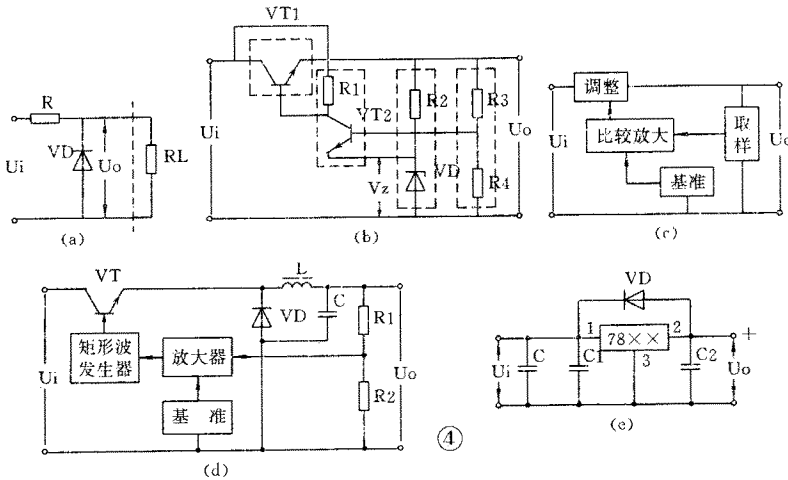 R
Ui
VD
Uo
RL
(a)
VT1
R1
VT2
R2
R3
Ui
Uo
Vz
VD
R4
(b)
调整
Ui
比较放大
取样
Uo
基准
(c)
VT
L
C
VD
R1
矩形波
发生器
放大器
Ui
Uo
R2
基 准
(d)
④
VD
1
78××
2
+
3
C
C1
C2
Ui
Uo
(e)